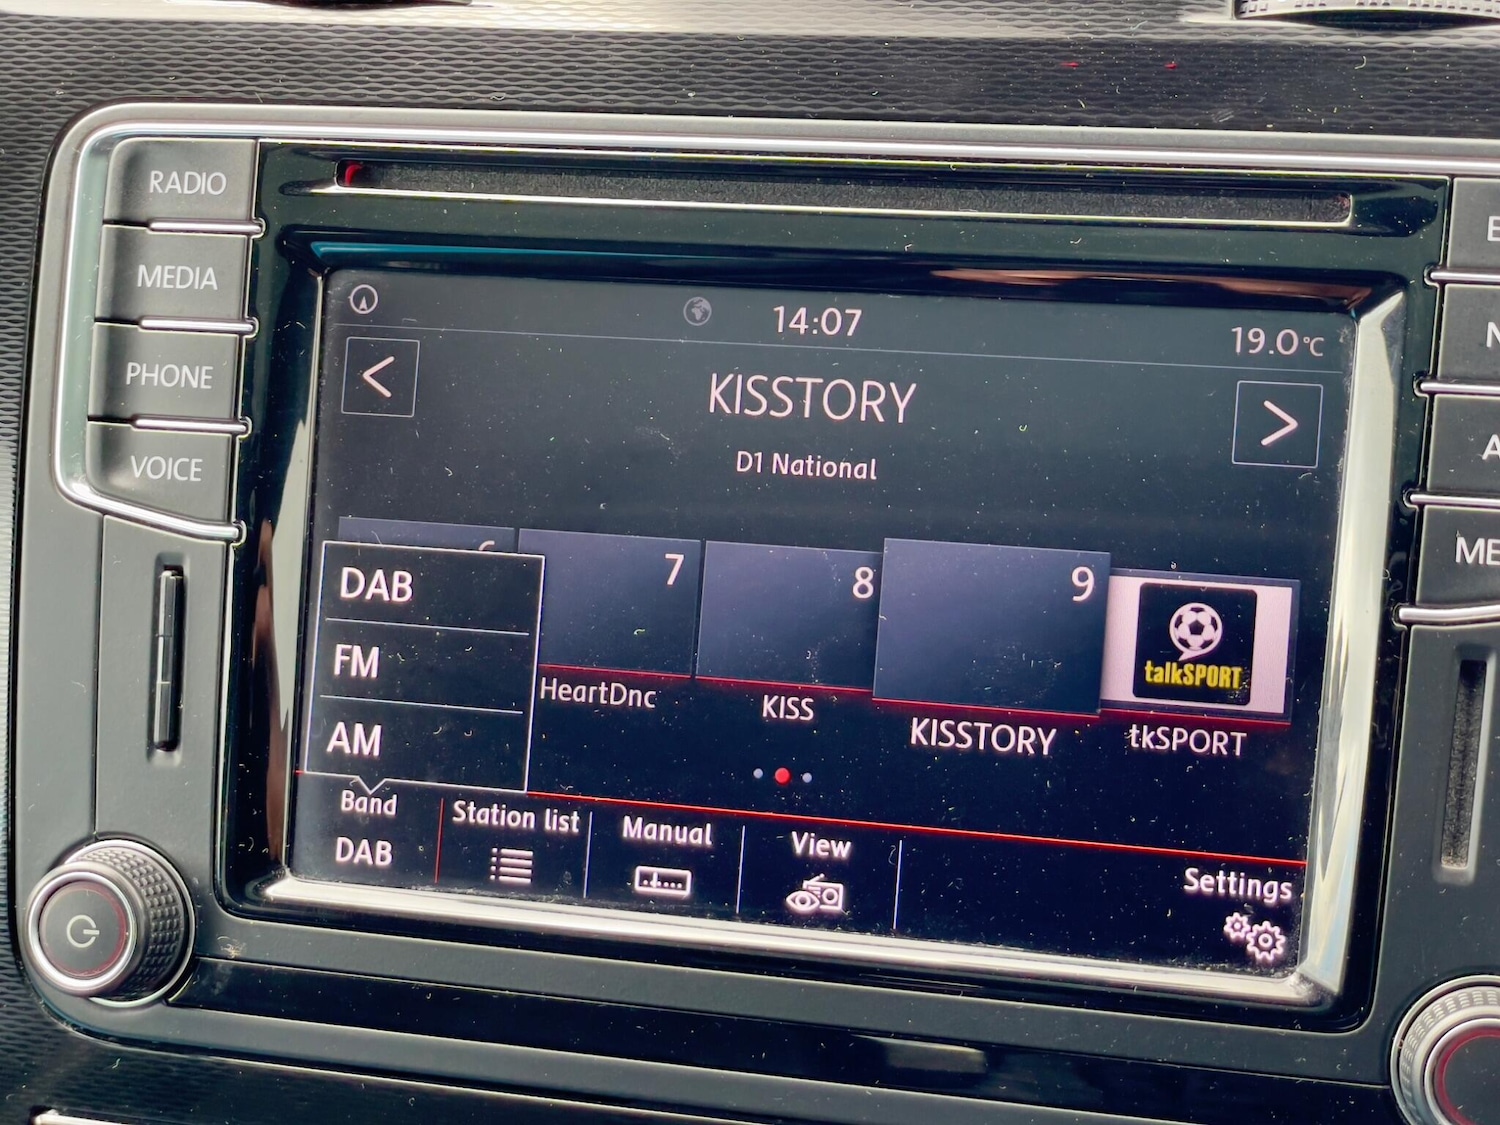 RADIO
MEDIA
PHONE
VOICE
14:07
19.0°C
<
KISSTORY
>
D1 National
7
8
9
talkSPORT
HeartDnc
KISS
KISSTORY
tkSPORT
DAB
FM
AM
Band
DAB
Station list
Manual
View
Settings